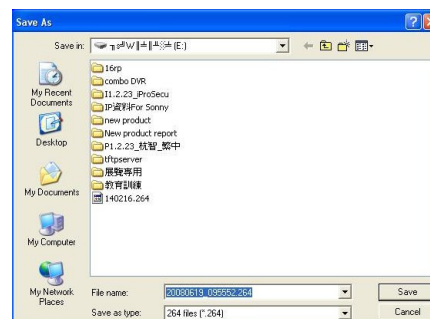 Save As
Save in:
(E:)
My Recent
Documents
Desktop
My Documents
My Computer
My Network
Places
16rp
combo DVR
I1.2.23_iProSecu
IP資料For Sonny
new product
New product report
P1.2.23_杭智_繁中
tftpserver
展覽專用
教育訓練
140216.264
File name:
20080619_095552.264
Save
Save as type:
264 files (*.264)
Cancel